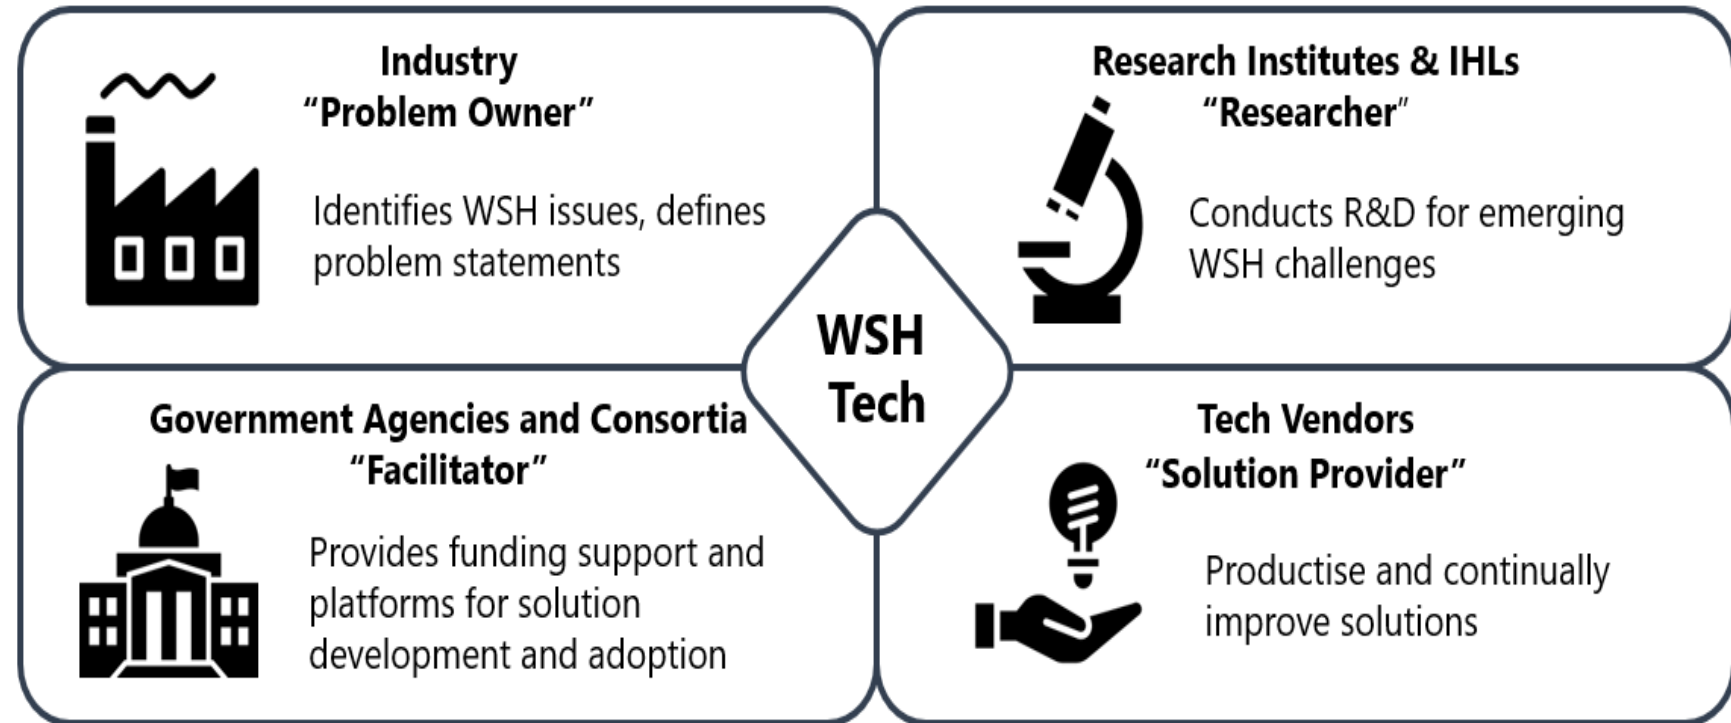 Industry
“Problem Owner”
Identifies WSH issues, defines
problem statements
Research Institutes & IHLs
“Researcher”
Conducts R&D for emerging
WSH challenges
WSH
Tech
Government Agencies and Consortia
“Facilitator”
Provides funding support and
platforms for solution
development and adoption
Tech Vendors
“Solution Provider”
Productise and continually
improve solutions